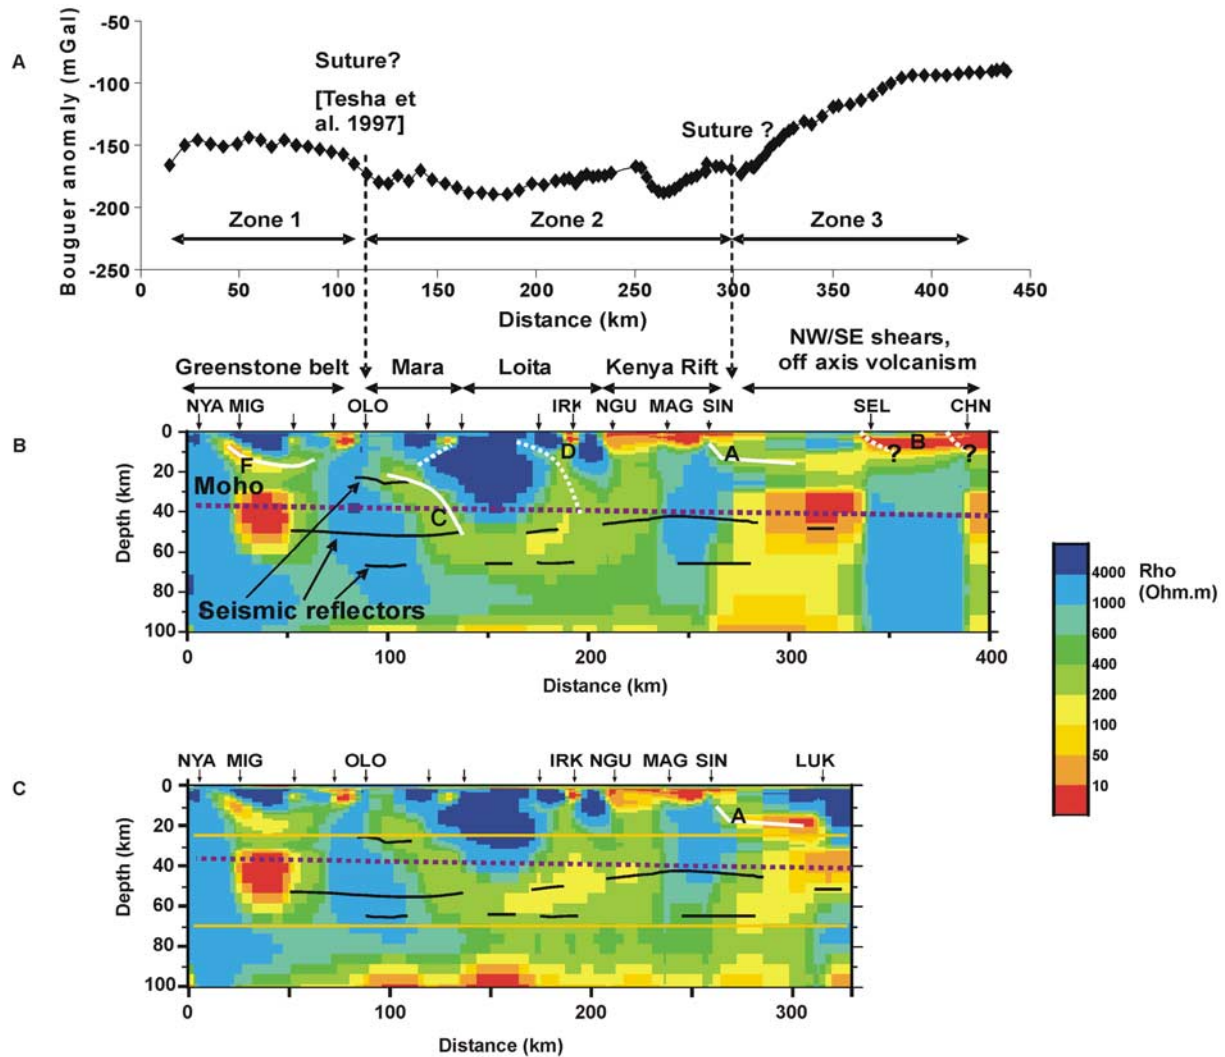 A
Bouguer anomaly (mGal)
-50
-100
-150
-200
-250
Suture?
[Tesha et
al. 1997]
Suture ?
Zone 1
Zone 2
Zone 3
0 50 100 150 200 250 300 350 400 450
Distance (km)
NW/SE shears,
off axis volcanism
Greenstone belt Mara Loita Kenya Rift
NYA MIG OLO IRK NGU MAG SIN SEL CHN
B
Depth (km)
0
20
40
60
80
100
F
Moho
C
D
A
B
?
?
Seismic reflectors
0 100 200 300 400
Distance (km)
Rho
(Ohm.m)
4000
1000
600
400
200
100
50
10
NYA MIG OLO IRK NGU MAG SIN LUK
C
Depth (km)
0
20
40
60
80
100
A
0 100 200 300
Distance (km)